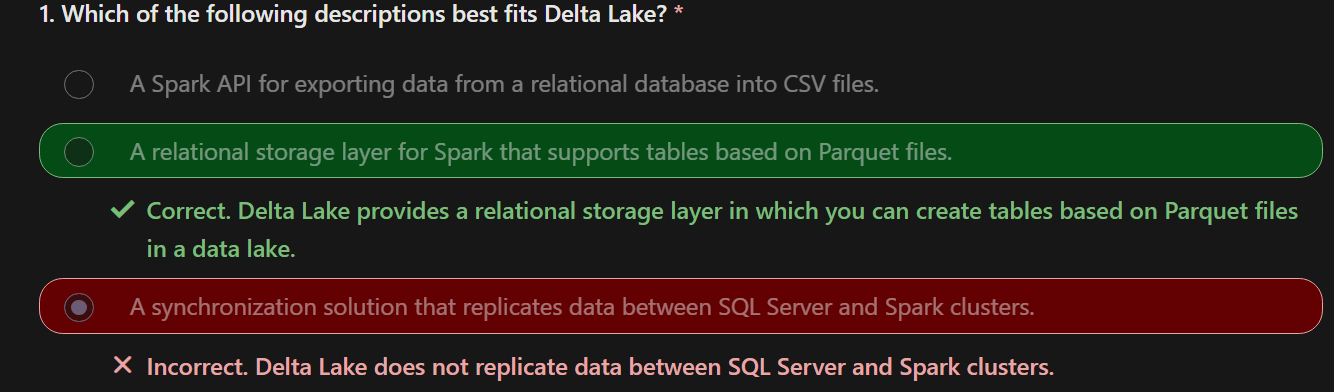 1. Which of the following descriptions best fits Delta Lake? *
A Spark API for exporting data from a relational database into CSV files.
A relational storage layer for Spark that supports tables based on Parquet files.
Correct. Delta Lake provides a relational storage layer in which you can create tables based on Parquet files
in a data lake.
A synchronization solution that replicates data between SQL Server and Spark clusters.
Incorrect. Delta Lake does not replicate data between SQL Server and Spark clusters.